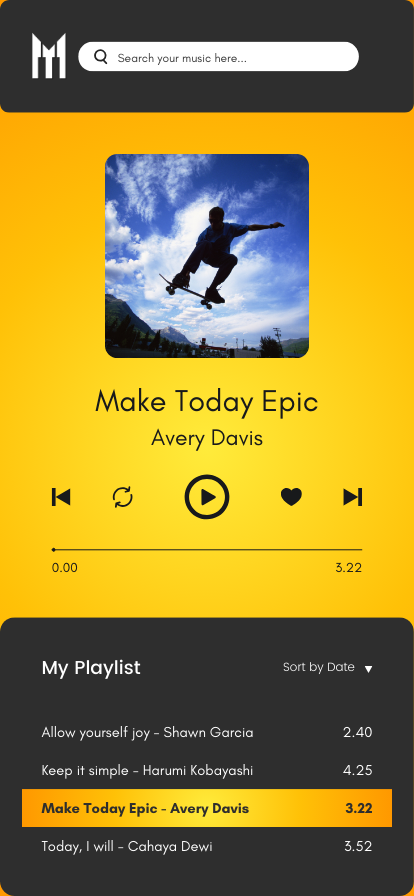 Search your music here...
Make Today Epic
Avery Davis
0.00 3.22
My Playlist Sort by Date
Allow yourself joy - Shawn Garcia 2.40
Keep it simple - Harumi Kobayashi 4.25
Make Today Epic - Avery Davis 3.22
Today, I will - Cahaya Dewi 3.52